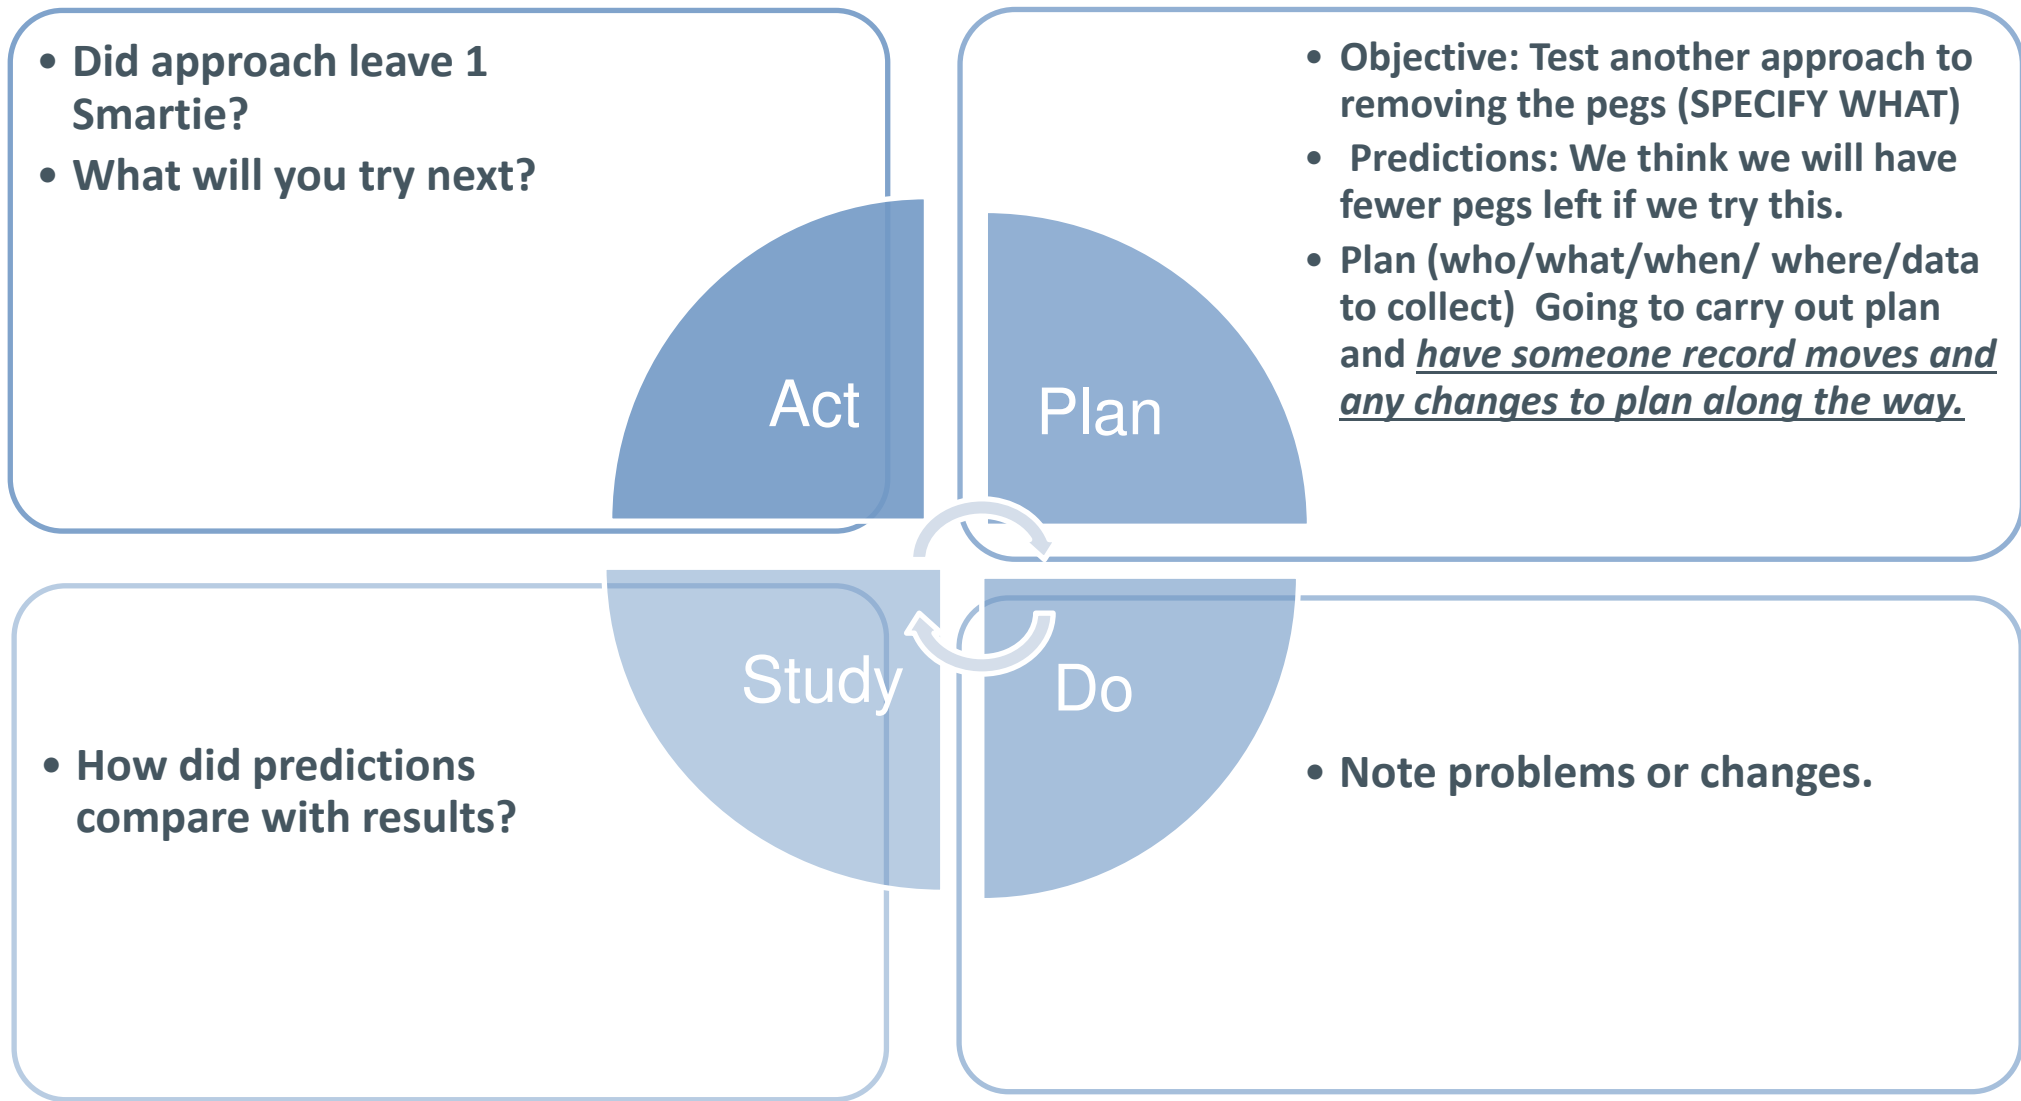 • Did approach leave 1
Smartie?
• What will you try next?
Act
• Objective: Test another approach to
removing the pegs (SPECIFY WHAT)
• Predictions: We think we will have
fewer pegs left if we try this.
• Plan (who/what/when/ where/data
to collect)  Going to carry out plan
and have someone record moves and
any changes to plan along the way.
Plan
Study
• How did predictions
compare with results?
Do
• Note problems or changes.